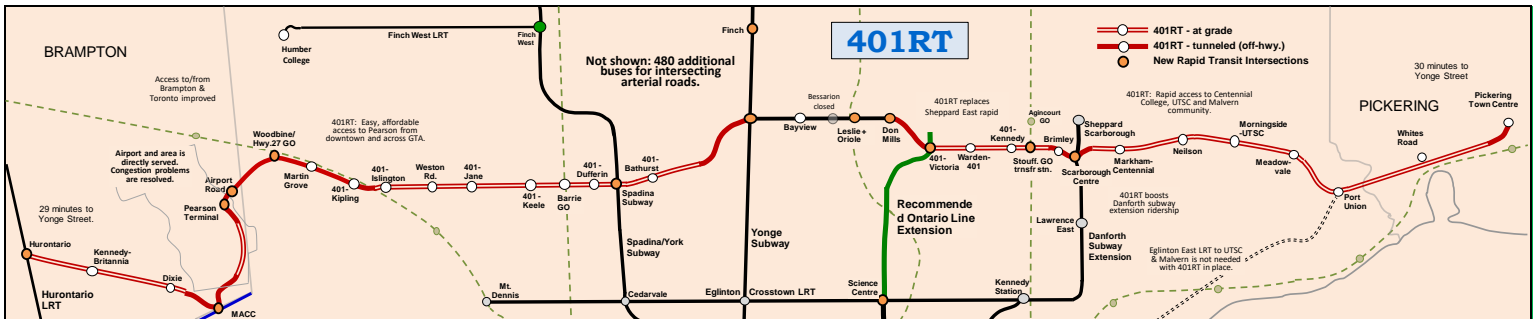 BRAMPTON
Humber
College
Finch West LRT
Finch
West
Finch
401RT
401RT - at grade
401RT - tunneled (off-hwy.)
New Rapid Transit Intersections
Not shown: 480 additional
buses for intersecting
arterial roads.
Access to/from
Brampton &
Toronto improved
30 minutes to
Yonge Street
PICKERING
Pickering
Town Centre
Bessarion
closed
401RT replaces
Sheppard East rapid
401RT: Rapid access to Centennial
College, UTSC and Malvern
community.
401RT: Easy, affordable
access to Pearson from
downtown and across GTA.
Woodbine/
Hwy.27 GO
Airport and area is
directly served.
Congestion problems
are resolved.
Airport
Road
Pearson
Terminal
Martin
Grove
401-
Kipling
401-
Islington
Weston
Rd.
401-
Jane
401 -
Keele
Barrie
GO
401-
Dufferin
Spadina
Subway
401-
Bathurst
Bayview
Leslie+
Oriole
Don
Mills
401-
Victoria
Warden-
401
401-
Kennedy
Agincourt
GO
Stouff. GO
trnsfr stn.
Brimley
Sheppard
Scarborough
Scarborough
Centre
Markham-
Centennial
Neilson
Morningside
-UTSC
Meadow-
vale
Port
Union
Whites
Road
29 minutes to
Yonge Street.
Hurontario
Kennedy-
Britannia
Dixie
Hurontario
LRT
MACC
Spadina/York
Subway
Yonge
Subway
Recommende
d Ontario Line
Extension
401RT boosts
Danforth subway
extension ridership
Lawrence
East
Danforth
Subway
Extension
Eglinton East LRT to UTSC
& Malvern is not needed
with 401RT in place.
Mt.
Dennis
Cedarvale
Eglinton Crosstown LRT
Science
Centre
Kennedy
Station